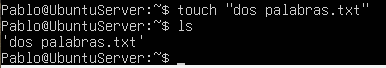 Pablo@UbuntuServer:~$ touch "dos palabras.txt"
Pablo@UbuntuServer:~$ ls
'dos palabras.txt'
Pablo@UbuntuServer:~$